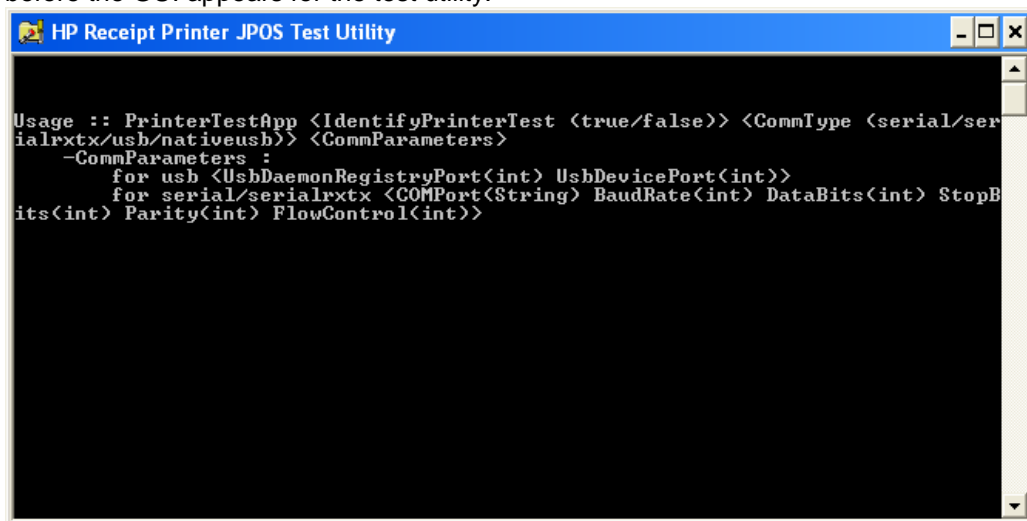 before the GUI appears for the test utility.
HP Receipt Printer JPOS Test Utility
Usage :: PrinterTestApp <IdentifyPrinterTest (true/false)> <CommType (serial/ser
ialrxtx/usb/nativeusb)> <CommParameters>
-CommParameters :
for usb <UsbDaemonRegistryPort(int) UsbDevicePort(int)>
for serial/serialrxtx <COMPort(String) BaudRate(int) DataBits(int) StopB
its(int) Parity(int) FlowControl(int)>